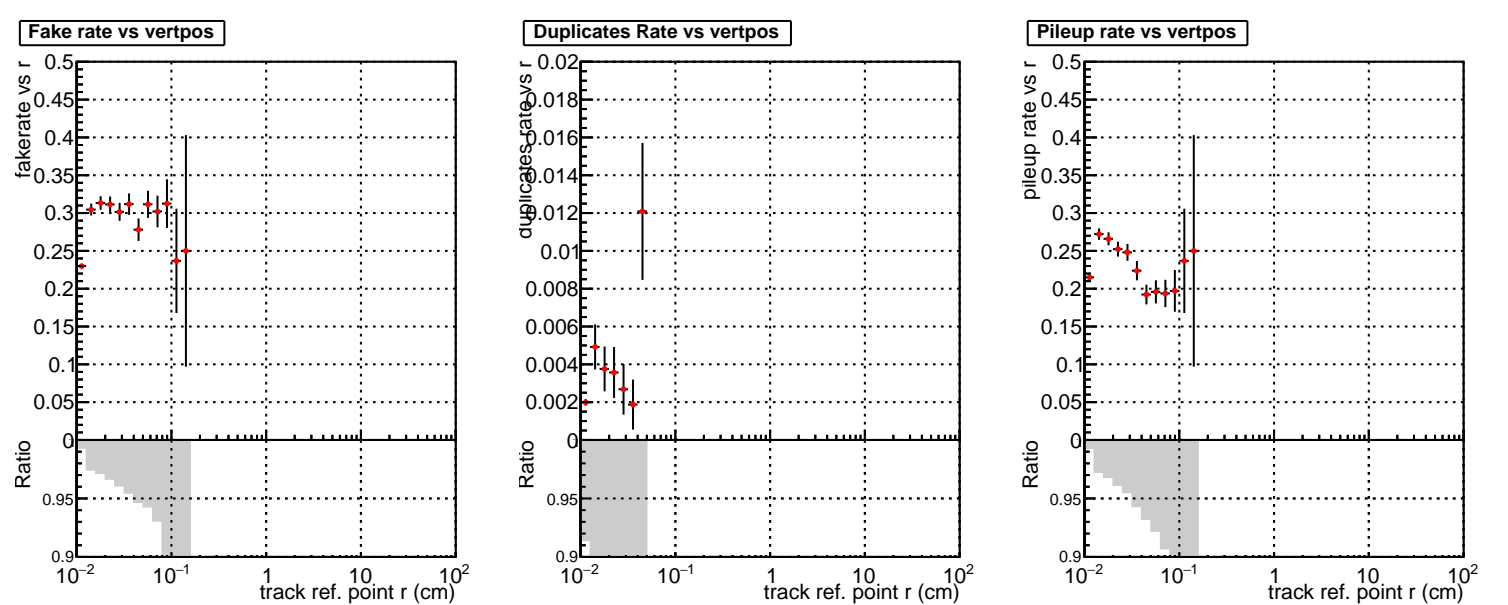 Fake rate vs vertpos
fakerate vs r
0.5
0.45
0.4
0.35
0.3
0.25
0.2
0.15
0.1
0.05
0
Ratio
0.95
0.9
10⁻² 10⁻¹ 1 10 10²
track ref. point r (cm)
Duplicates Rate vs vertpos
duplicates rate vs r
0.02
0.018
0.016
0.014
0.012
0.01
0.008
0.006
0.004
0.002
0
Ratio
0.95
0.9
10⁻² 10⁻¹ 1 10 10²
track ref. point r (cm)
Pileup rate vs vertpos
pileup rate vs r
0.5
0.45
0.4
0.35
0.3
0.25
0.2
0.15
0.1
0.05
0
Ratio
0.95
0.9
10⁻² 10⁻¹ 1 10 10²
track ref. point r (cm)